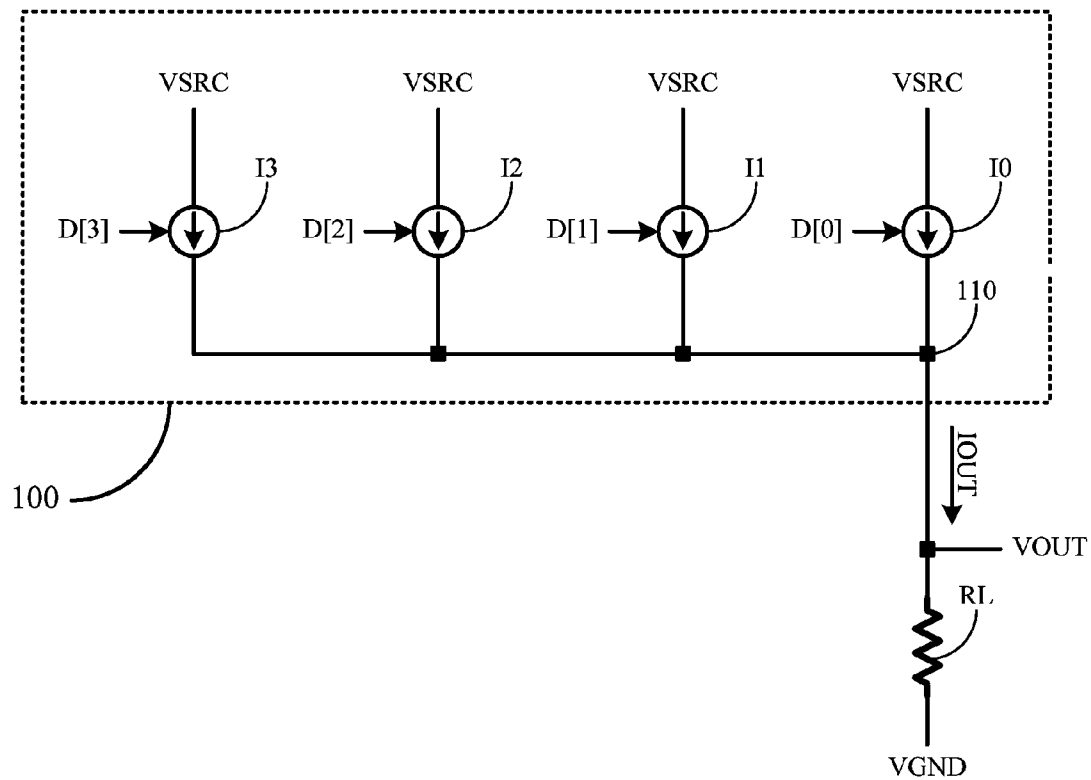 VSRC VSRC VSRC VSRC
I3 I2 I1 I0
D[3] D[2] D[1] D[0]
110
100
IOUT
VOUT
RL
VGND